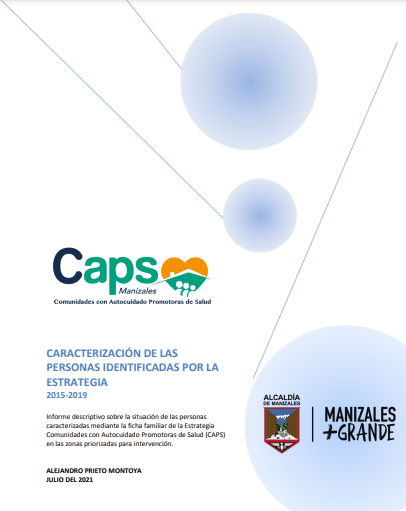 Caps
Manizales
Comunidades con Autocuidado Promotoras de Salud
CARACTERIZACIÓN DE LAS
PERSONAS IDENTIFICADAS POR LA
ESTRATEGIA
2015-2019
Informe descriptivo sobre la situación de las personas
caracterizadas mediante la ficha familiar de la Estrategia
Comunidades con Autocuidado Promotoras de Salud (CAPS)
en las zonas priorizadas para intervención.
ALEJANDRO PRIETO MONTOYA
JULIO DEL 2021
ALCALDÍA
DE MANIZALES
MANIZALES
+GRANDE